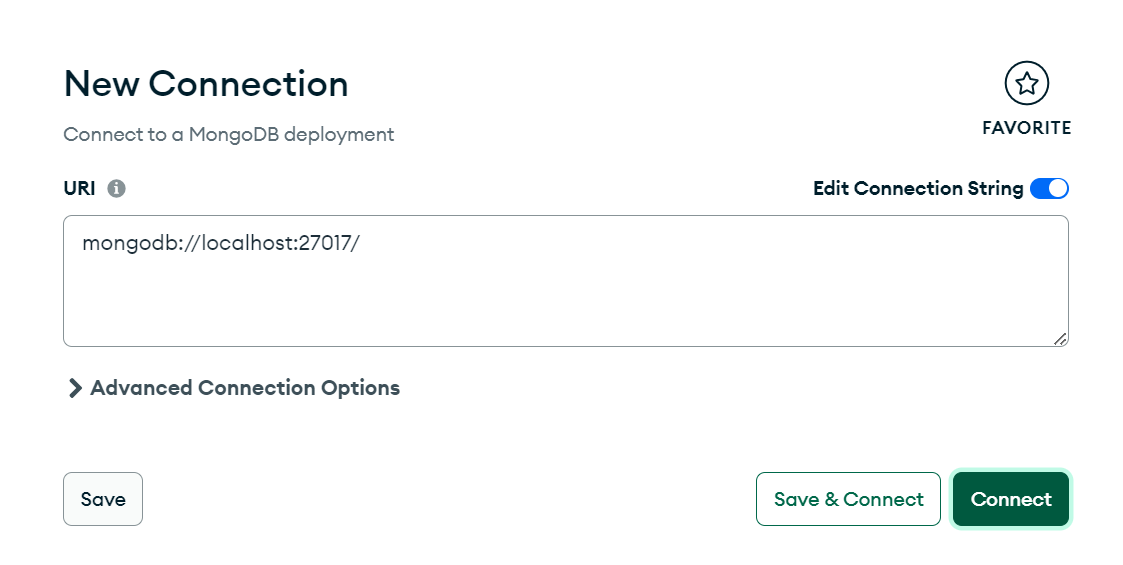 New Connection
Connect to a MongoDB deployment
FAVORITE
URI
Edit Connection String
mongodb://localhost:27017/
Advanced Connection Options
Save
Save & Connect
Connect